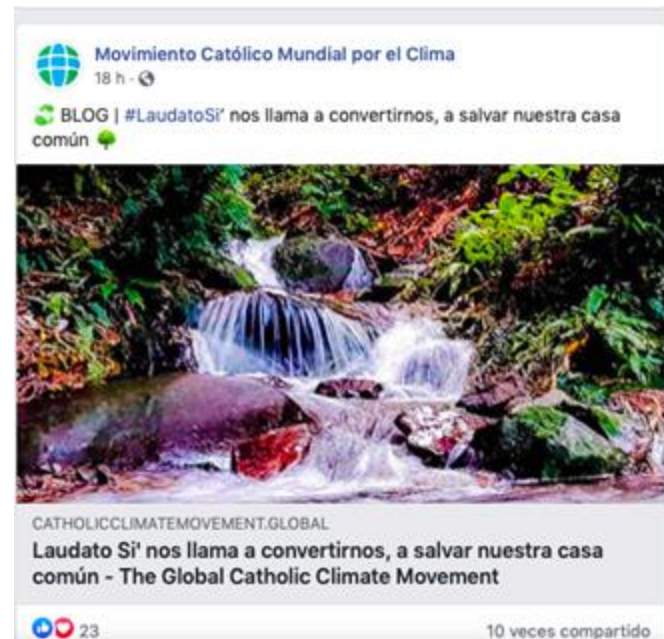 Movimiento Católico Mundial por el Clima
18 h ·
BLOG | #LaudatoSi' nos llama a convertirnos, a salvar nuestra casa
común
CATHOLICCLIMATEMOVEMENT.GLOBAL
Laudato Si' nos llama a convertirnos, a salvar nuestra casa
común - The Global Catholic Climate Movement
23
10 veces compartido